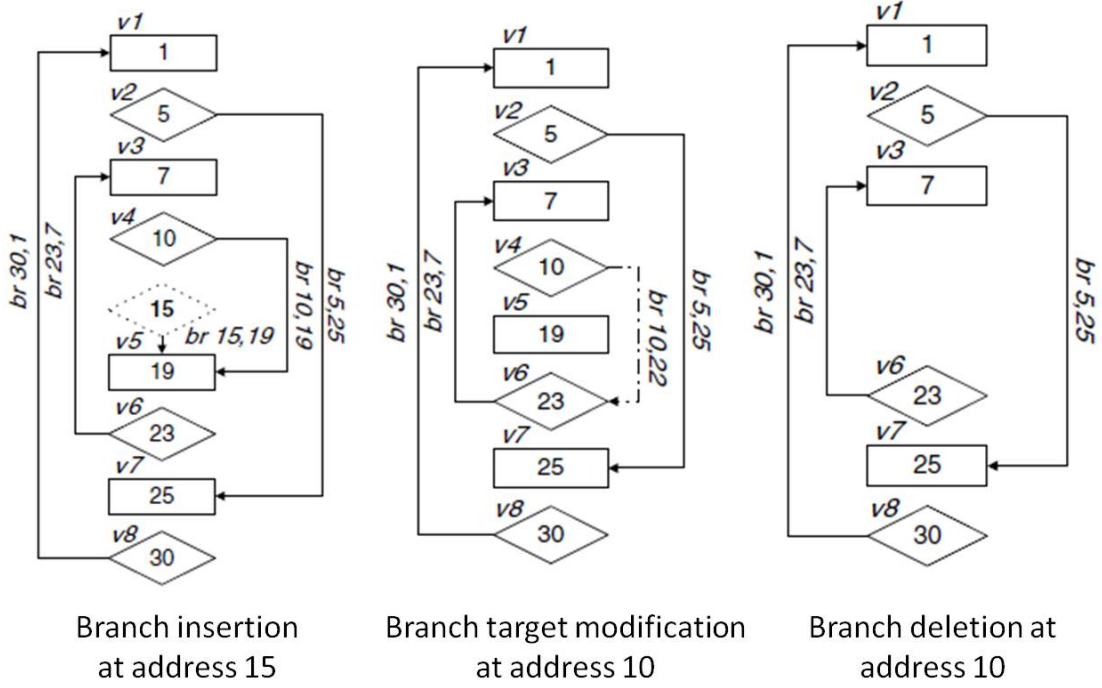 v1
1
v2
5
v3
7
v4
10
15
br 15,19
v5
19
v6
23
v7
25
v8
30
br 30,1
br 23,7
br 10,19
br 5,25
Branch insertion
at address 15
v1
1
v2
5
v3
7
v4
10
v5
19
v6
23
v7
25
v8
30
br 30,1
br 23,7
br 10,22
br 5,25
Branch target modification
at address 10
v1
1
v2
5
v3
7
v6
23
v7
25
v8
30
br 30,1
br 23,7
br 5,25
Branch deletion at
address 10